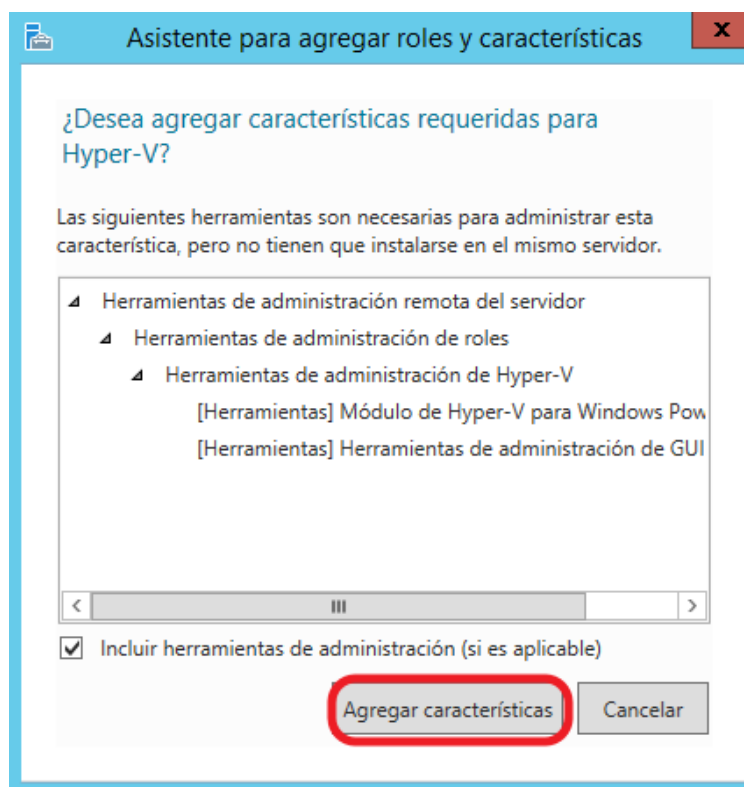 Asistente para agregar roles y características
x
¿Desea agregar características requeridas para
Hyper-V?
Las siguientes herramientas son necesarias para administrar esta
característica, pero no tienen que instalarse en el mismo servidor.
Herramientas de administración remota del servidor
Herramientas de administración de roles
Herramientas de administración de Hyper-V
[Herramientas] Módulo de Hyper-V para Windows Pow
[Herramientas] Herramientas de administración de GUI
Incluir herramientas de administración (si es aplicable)
Agregar características Cancelar